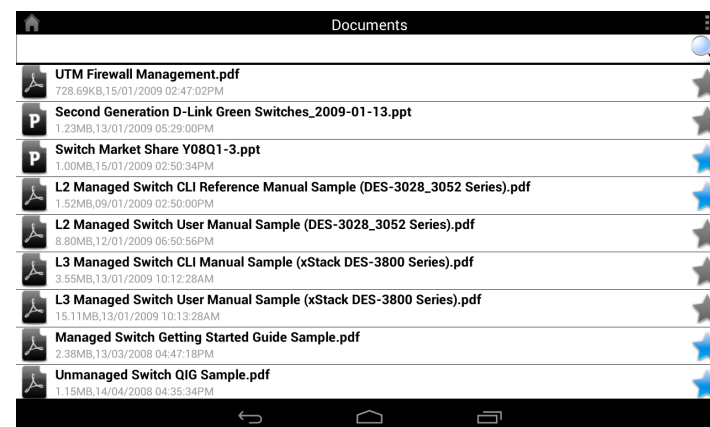 Documents
UTM Firewall Management.pdf
728.69KB,15/01/2009 02:47:02PM
P
Second Generation D-Link Green Switches_2009-01-13.ppt
1.23MB,13/01/2009 05:29:00PM
P
Switch Market Share Y08Q1-3.ppt
1.00MB,15/01/2009 02:50:34PM
L2 Managed Switch CLI Reference Manual Sample (DES-3028_3052 Series).pdf
1.52MB,09/01/2009 02:50:00PM
L2 Managed Switch User Manual Sample (DES-3028_3052 Series).pdf
8.80MB,12/01/2009 06:50:56PM
L3 Managed Switch CLI Manual Sample (xStack DES-3800 Series).pdf
3.55MB,13/01/2009 10:12:28AM
L3 Managed Switch User Manual Sample (xStack DES-3800 Series).pdf
15.11MB,13/01/2009 10:13:28AM
Managed Switch Getting Started Guide Sample.pdf
2.38MB,13/03/2008 04:47:18PM
Unmanaged Switch QIG Sample.pdf
1.15MB,14/04/2008 04:35:34PM